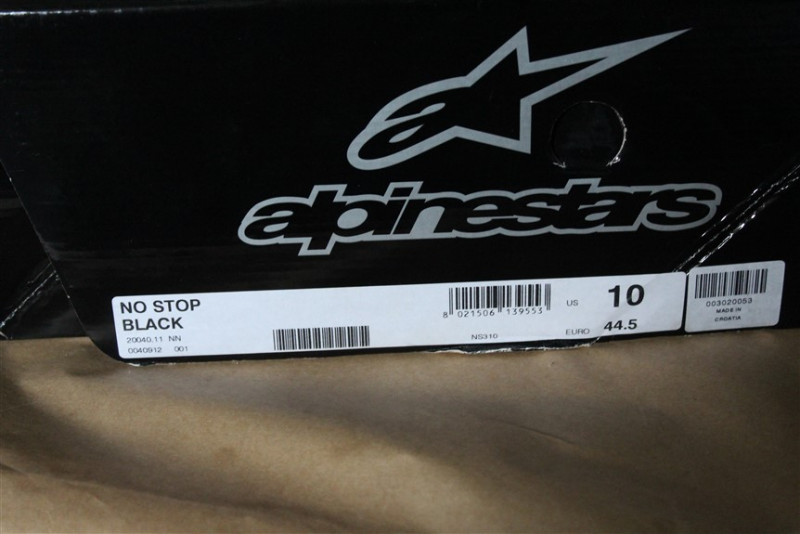 alpinestars
NO STOP
BLACK
20040.11 NN
0040912 001
8 021506 139553
NS310
US 10
EURO 44.5
003020053
MADE IN
CROATIA